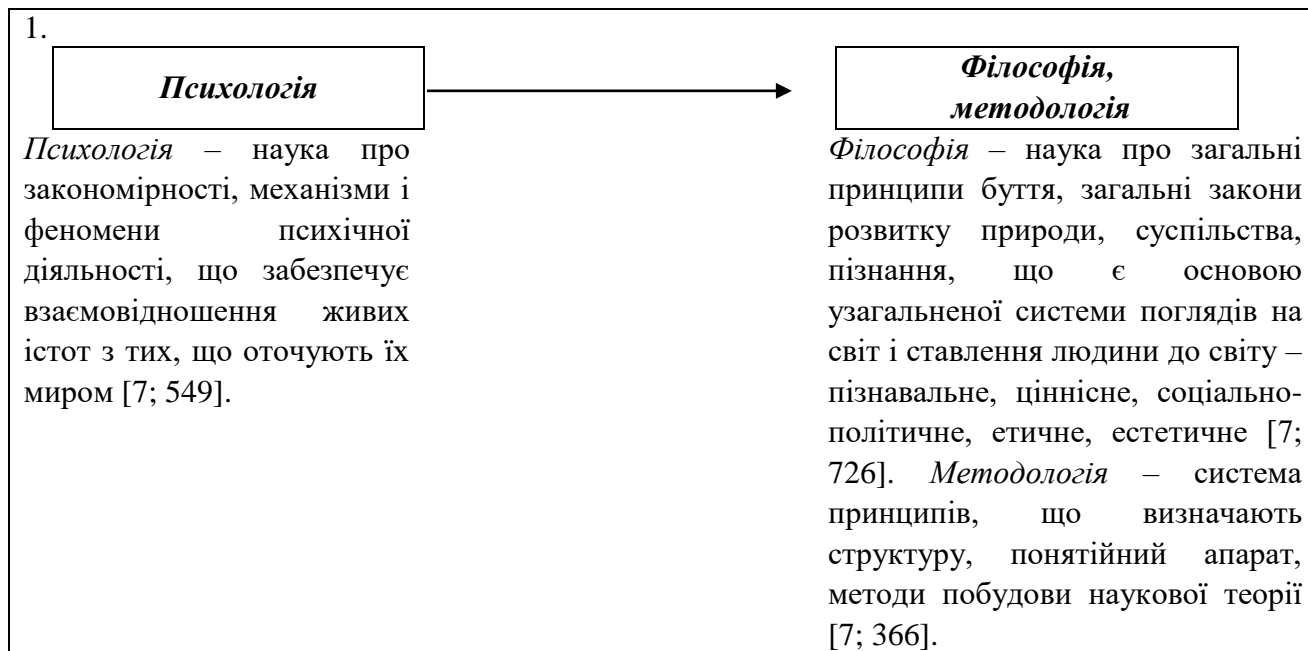 1.
Психологія
Філософія,
методологія
Психологія – наука про
закономірності, механізми і
феномени психічної
діяльності, що забезпечує
взаємовідношення живих
істот з тих, що оточують їх
миром [7; 549].
Філософія – наука про загальні
принципи буття, загальні закони
розвитку природи, суспільства,
пізнання, що є основою
узагальненої системи поглядів на
світ і ставлення людини до світу –
пізнавальне, ціннісне, соціально-
політичне, етичне, естетичне [7;
726]. Методологія – система
принципів, що визначають
структуру, понятійний апарат,
методи побудови наукової теорії
[7; 366].